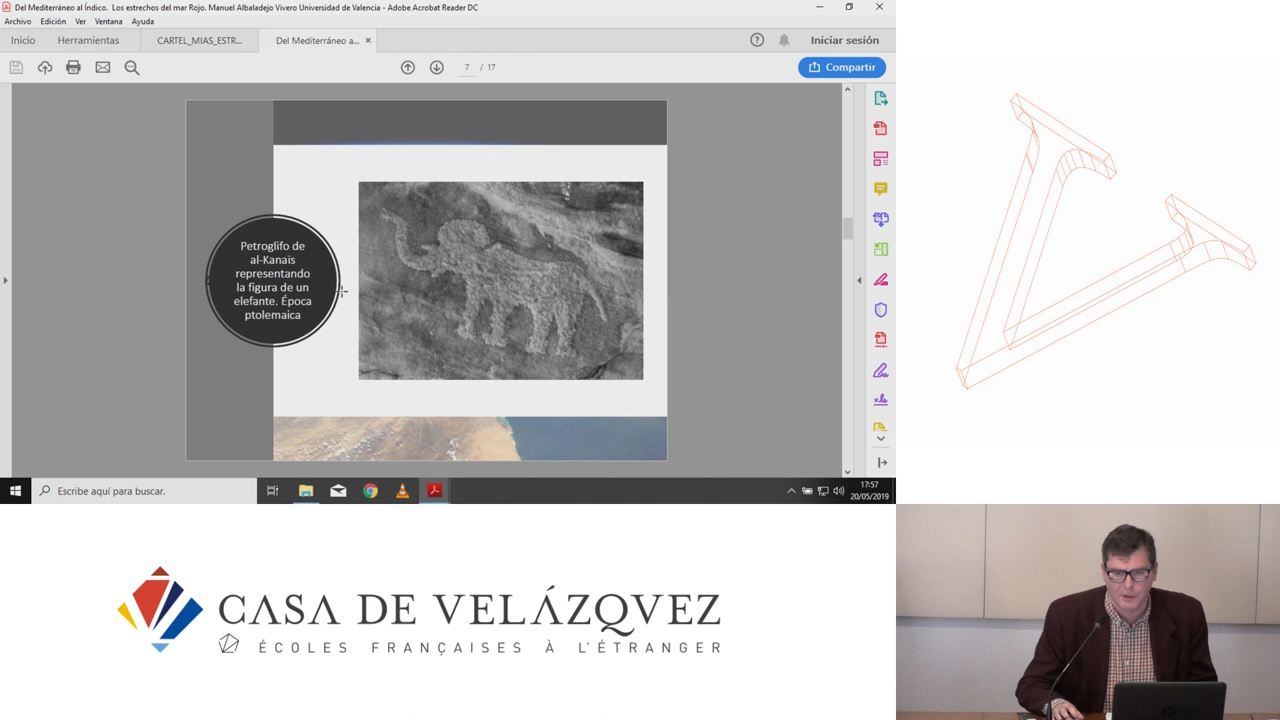 Del Mediterráneo al Índico. Los estrechos del mar Rojo. Manuel Albaladejo Vivero Universidad de Valencia - Adobe Acrobat Reader DC
Archivo Edición Ver Ventana Ayuda
Inicio Herramientas CARTEL_MIAS_ESTR... Del Mediterráneo a... × Iniciar sesión
7 / 17 Compartir
Petroglifo de
al-Kanaïs
representando
la figura de un
elefante. Época
ptolemaica
Escribe aquí para buscar.
17:57
20/05/2019
CASA DE VELÁZQVEZ
ÉCOLES FRANÇAISES À L'ÉTRANGER